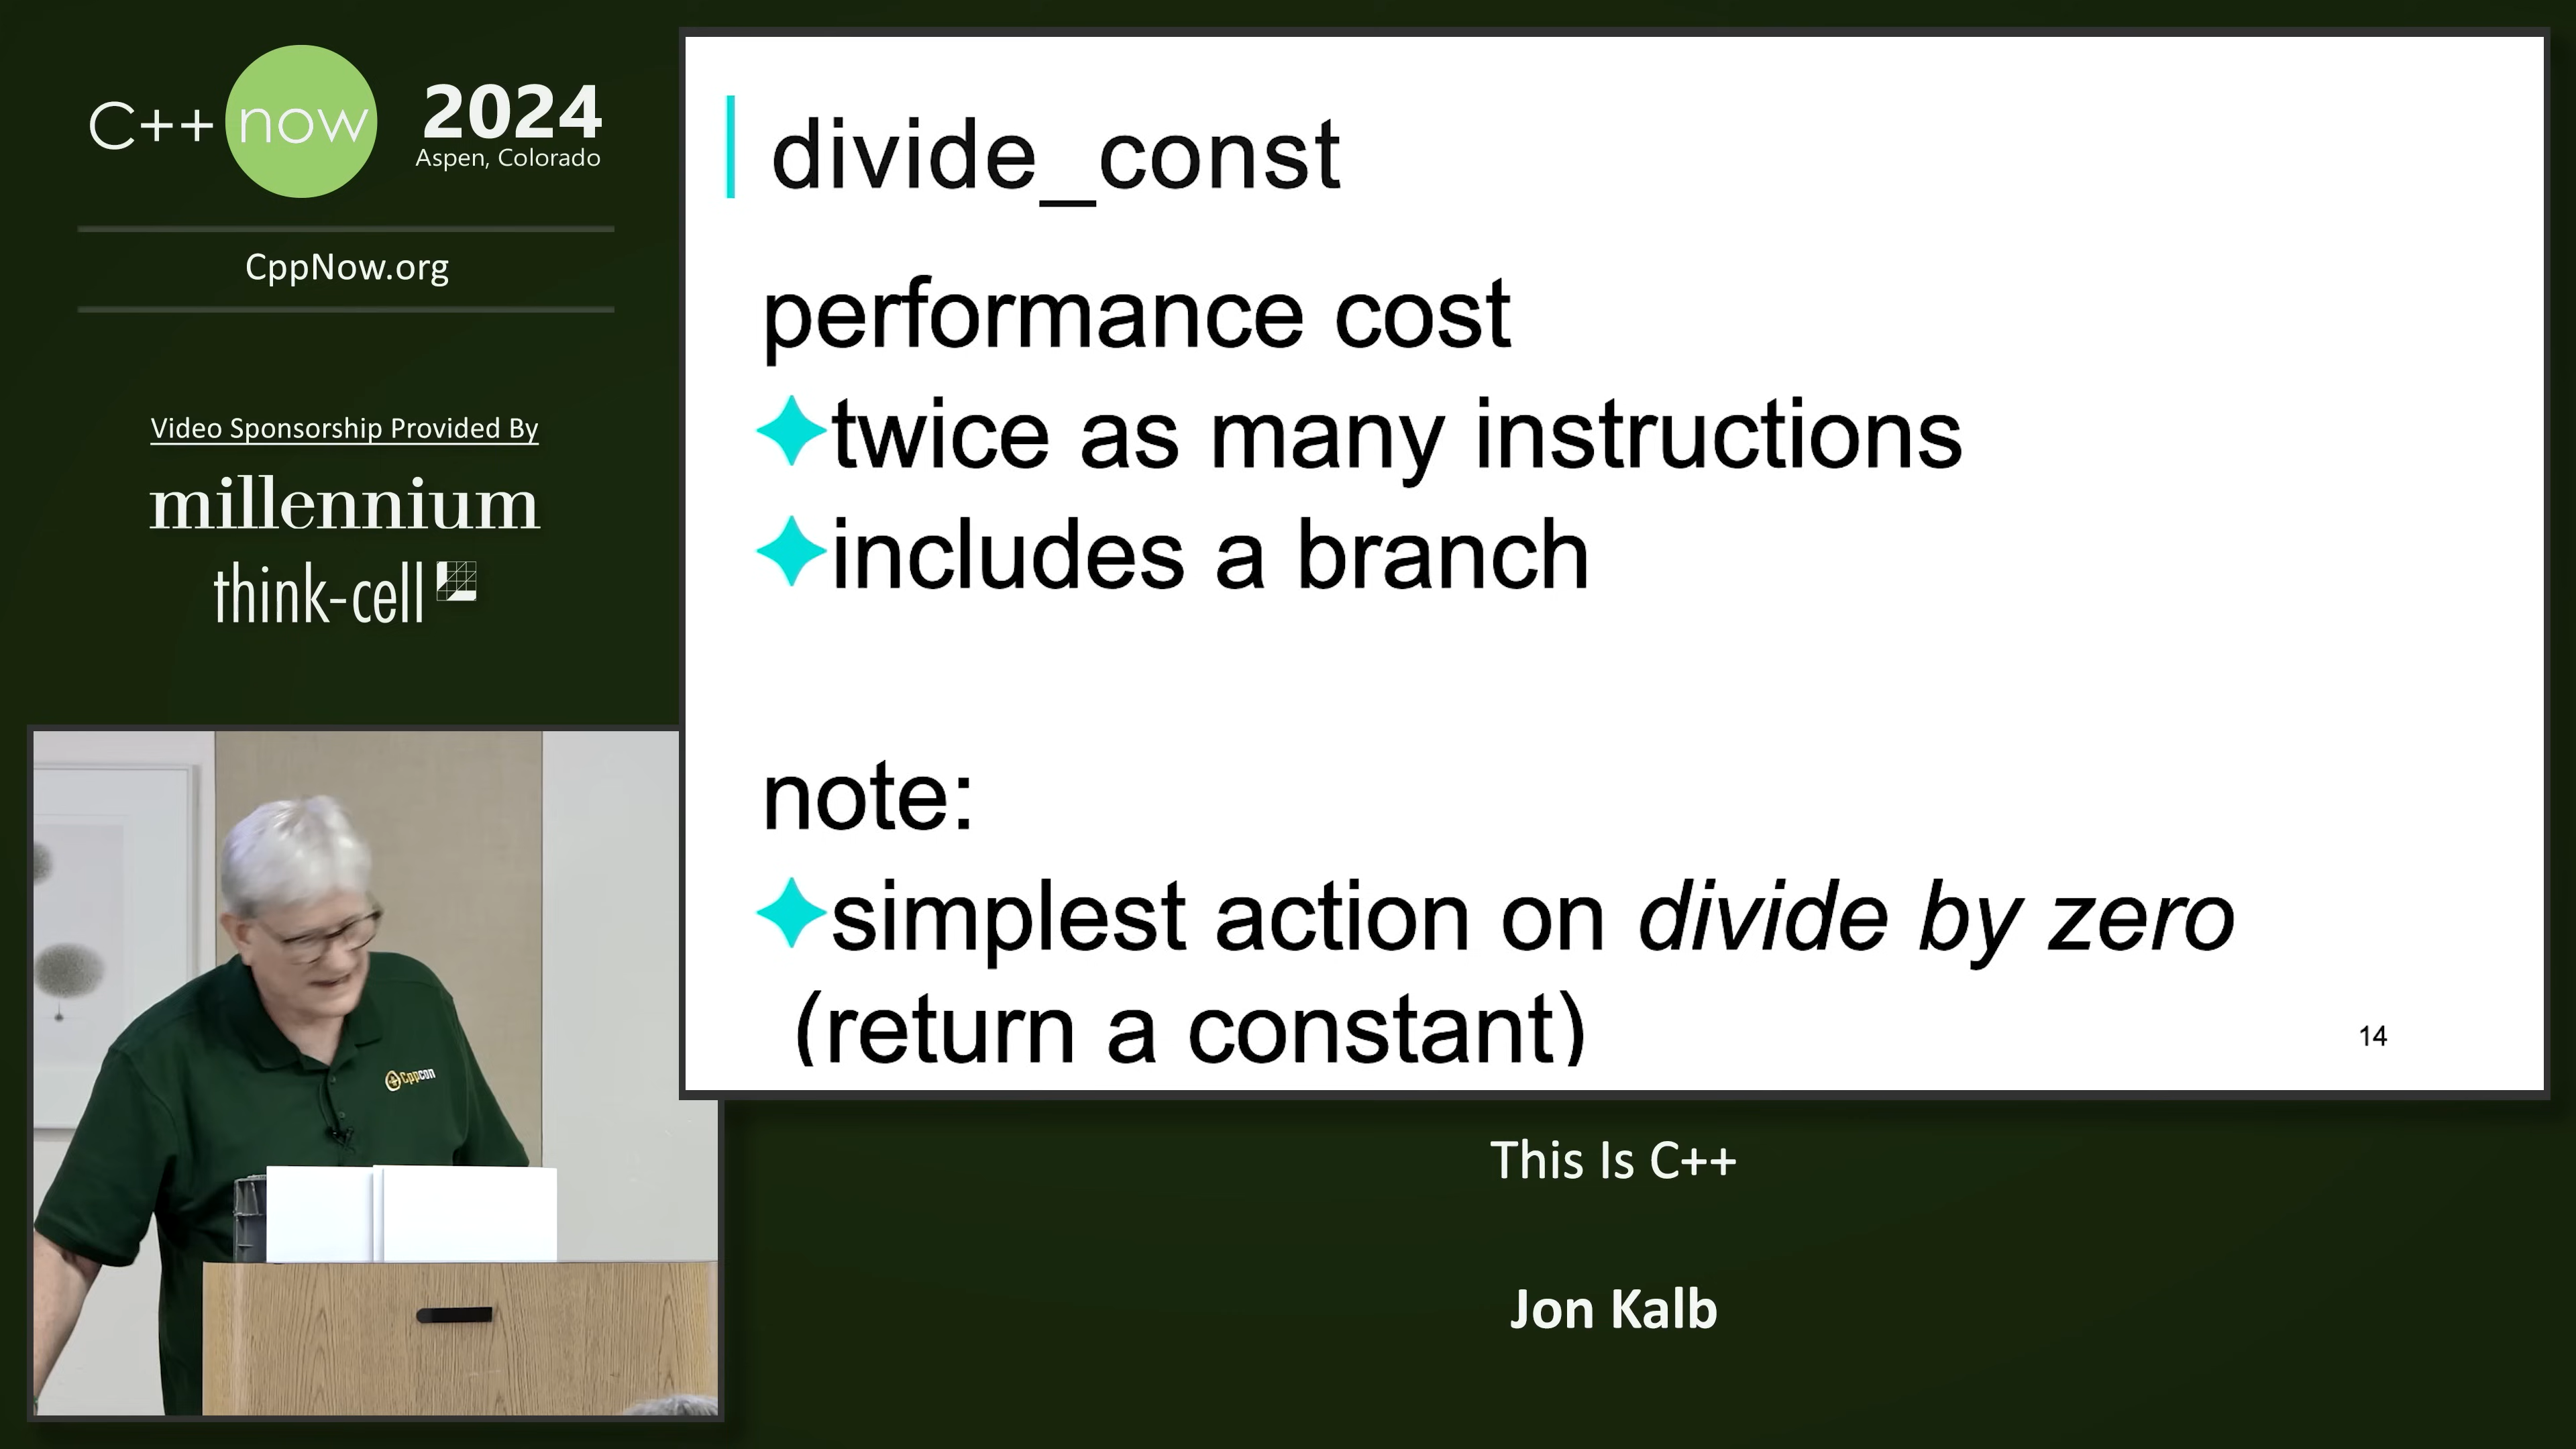 C++ now 2024
Aspen, Colorado
CppNow.org
Video Sponsorship Provided By
millennium
think-cell
divide_const
performance cost
twice as many instructions
includes a branch
note:
simplest action on divide by zero
(return a constant)
14
Cppcon
This Is C++
Jon Kalb